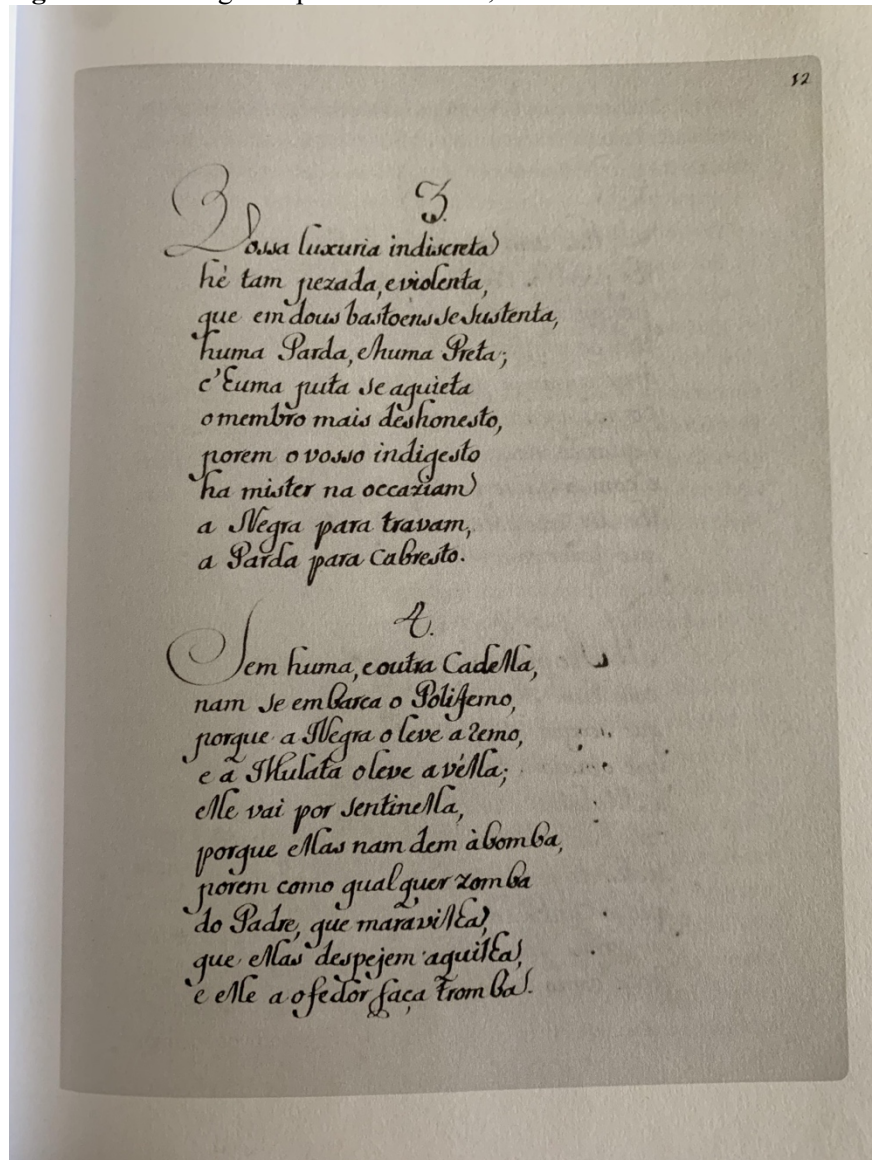 12
3.
Vossa luxuria indiscreta
hé tam pezada, e violenta,
que em dous bastoens se sustenta,
huma Parda, e huma Preta;
c'huma puta se aquieta
o membro mais deshonesto,
porem o vosso indigesto
ha mister na occaziam
a Negra para travam,
a Parda para Cabresto.
4.
Sem huma, e outra Cadella,
nam se embarca o Polifemo,
porque a Negra o leve a remo,
e a Mulata o leve a vélla;
elle vai por sentinella,
porque ellas nam dem à bomba,
porem como qualquer zomba
do Padre, que maravilha,
que ellas despejem a quilha,
e elle ao fedor faça tromba.